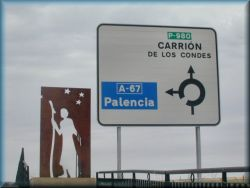 P-980
CARRIÓN
DE LOS CONDES
A-67
Palencia